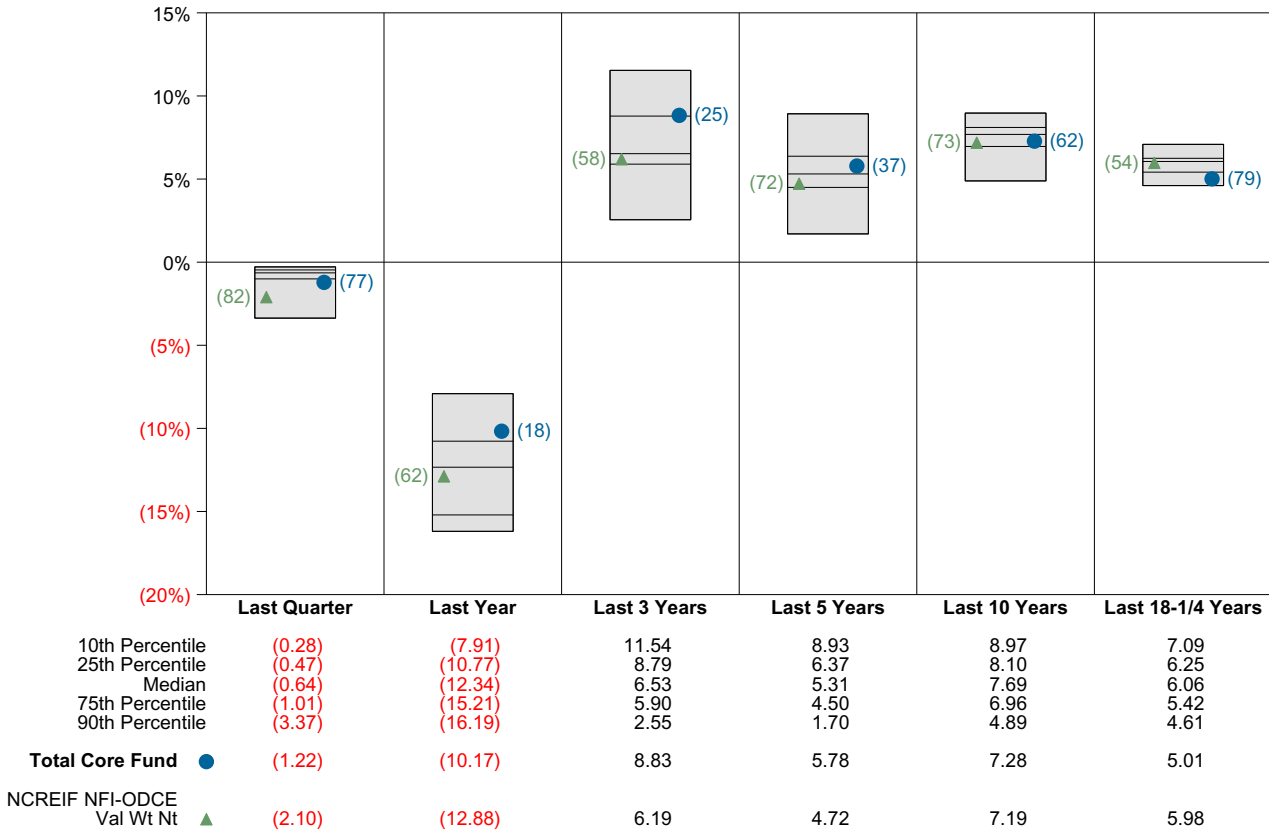 15%
10%
5%
0%
(5%)
(10%)
(15%)
(20%)
(82) (77)
(62) (18)
(58) (25)
(72) (37)
(73) (62)
(54) (79)
Last Quarter Last Year Last 3 Years Last 5 Years Last 10 Years Last 18-1/4 Years
10th Percentile (0.28) (7.91) 11.54 8.93 8.97 7.09
25th Percentile (0.47) (10.77) 8.79 6.37 8.10 6.25
Median (0.64) (12.34) 6.53 5.31 7.69 6.06
75th Percentile (1.01) (15.21) 5.90 4.50 6.96 5.42
90th Percentile (3.37) (16.19) 2.55 1.70 4.89 4.61
Total Core Fund (1.22) (10.17) 8.83 5.78 7.28 5.01
NCREIF NFI-ODCE
Val Wt Nt (2.10) (12.88) 6.19 4.72 7.19 5.98